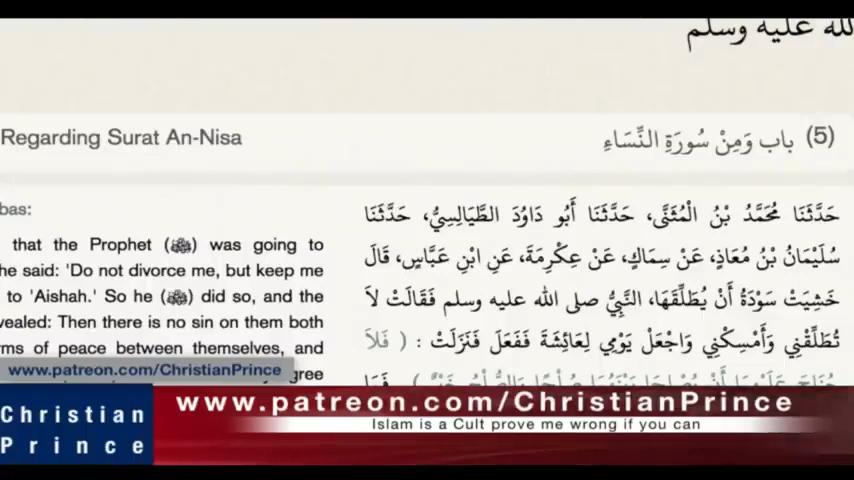 لله عليه وسلم
Regarding Surat An-Nisa
(5) باب وَمِنْ سُورَةِ النِّسَاءِ
bas:
that the Prophet (ﷺ) was going to
he said: 'Do not divorce me, but keep me
to 'Aishah.' So he (ﷺ) did so, and the
vealed: Then there is no sin on them both
rms of peace between themselves, and
gree
حَدَّثَنَا مُحَمَّدُ بْنُ الْمُثَنَّى، حَدَّثَنَا أَبُو دَاوُدَ الطَّيَالِسِيُّ، حَدَّثَنَا
سُلَيْمَانُ بْنُ مُعَاذٍ، عَنْ سِمَاكٍ، عَنْ عِكْرِمَةَ، عَنِ ابْنِ عَبَّاسٍ، قَالَ
خَشِيَتْ سَوْدَةُ أَنْ يُطَلِّقَهَا، النَّبِيُّ صلى الله عليه وسلم فَقَالَتْ لاَ
تُطَلِّقْنِي وَأَمْسِكْنِي وَاجْعَلْ يَوْمِي لِعَائِشَةَ فَفَعَلَ فَنَزَلَتْ : ( فَلاَ
جُنَاحَ عَلَيْهِمَا أَنْ يُصْلِحَا بَيْنَهُمَا صُلْحًا وَالصُّلْحُ خَيْرٌ ) فَمَا
www.patreon.com/ChristianPrince
Christian
Prince
www.patreon.com/ChristianPrince
Islam is a Cult prove me wrong if you can